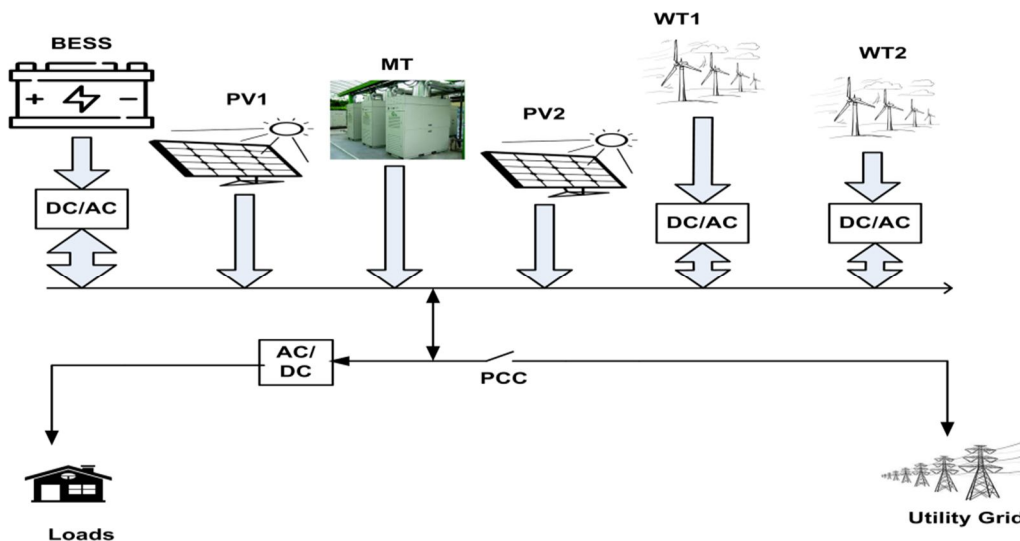 BESS
PV1
MT
PV2
WT1
WT2
DC/AC
DC/AC
DC/AC
AC/
DC
PCC
Loads
Utility Grid